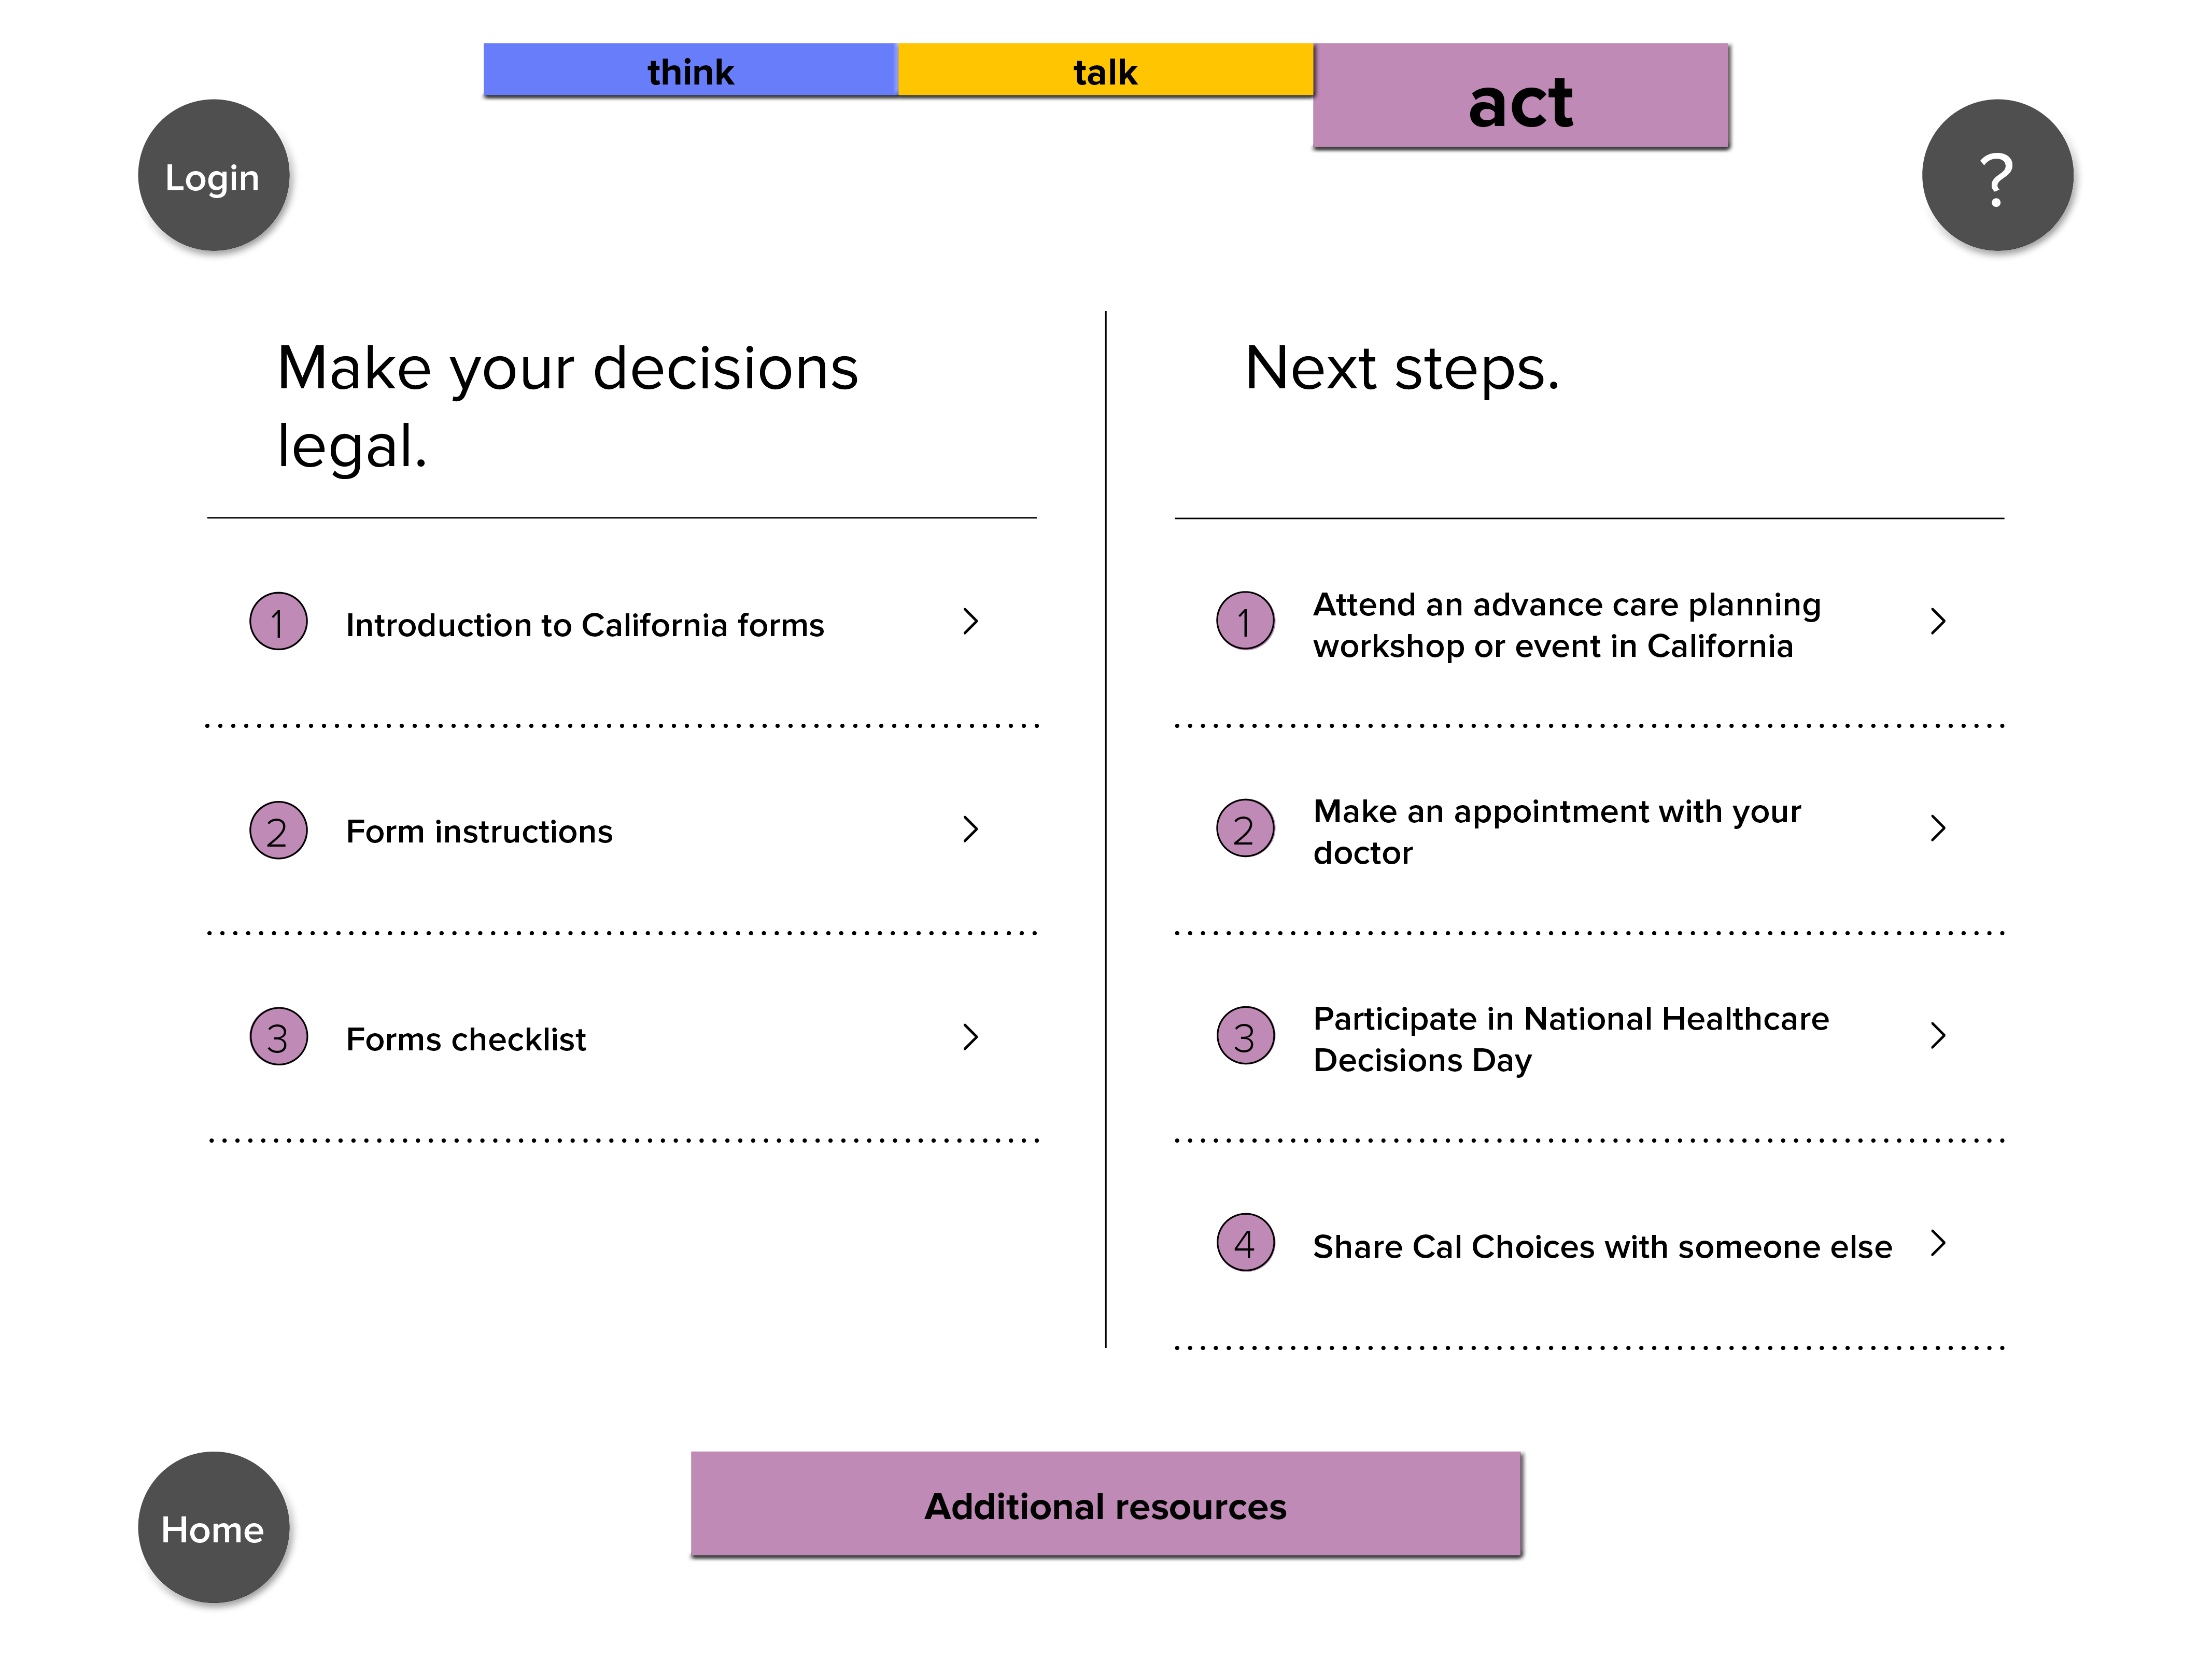 think
talk
act
Login
?
Make your decisions
legal.
1
Introduction to California forms
2
Form instructions
3
Forms checklist
Next steps.
1
Attend an advance care planning
workshop or event in California
2
Make an appointment with your
doctor
3
Participate in National Healthcare
Decisions Day
4
Share Cal Choices with someone else
Home
Additional resources